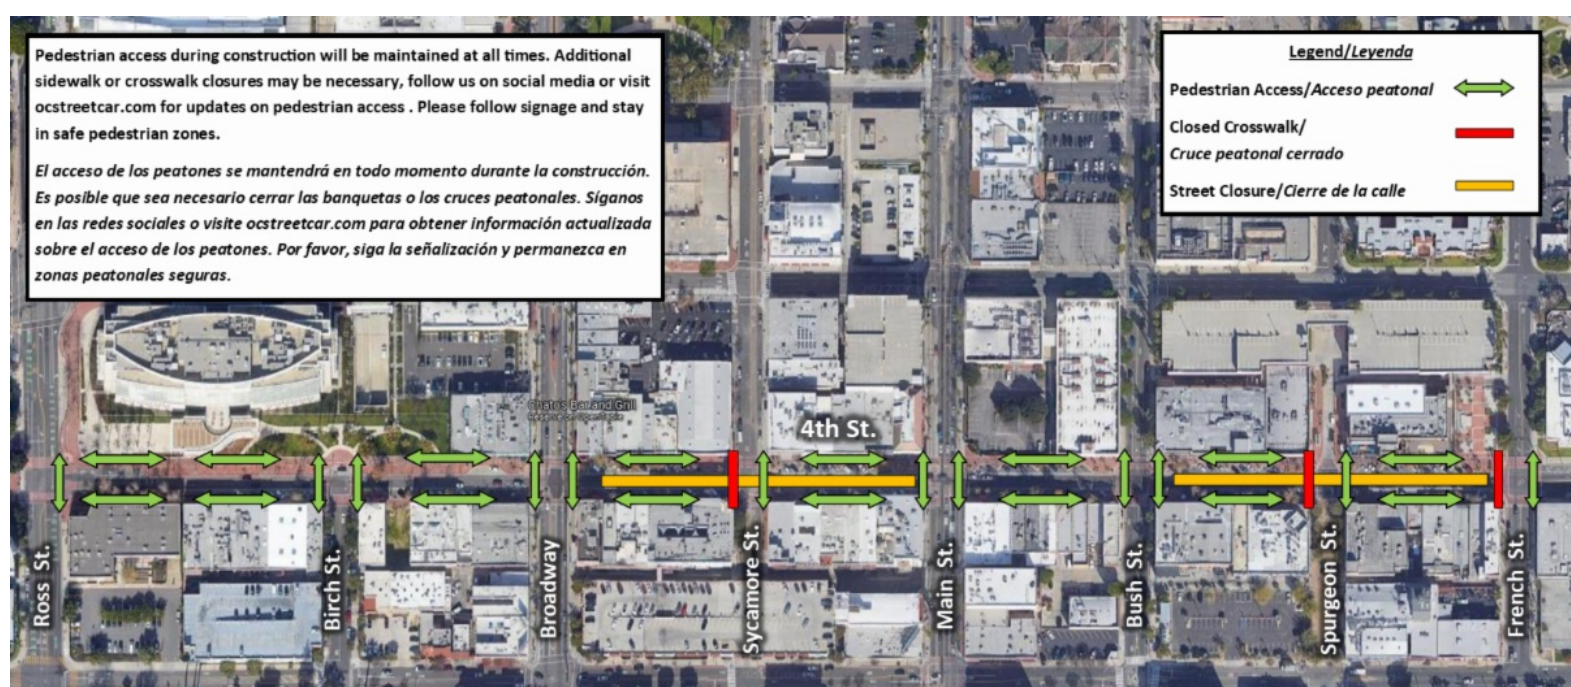 Pedestrian access during construction will be maintained at all times. Additional
sidewalk or crosswalk closures may be necessary, follow us on social media or visit
ocstreetcar.com for updates on pedestrian access . Please follow signage and stay
in safe pedestrian zones.
El acceso de los peatones se mantendrá en todo momento durante la construcción.
Es posible que sea necesario cerrar las banquetas o los cruces peatonales. Síganos
en las redes sociales o visite ocstreetcar.com para obtener información actualizada
sobre el acceso de los peatones. Por favor, siga la señalización y permanezca en
zonas peatonales seguras.
Legend/Leyenda
Pedestrian Access/Acceso peatonal
Closed Crosswalk/
Cruce peatonal cerrado
Street Closure/Cierre de la calle
Chatos Bar and Grill
4th St.
Ross St.
Birch St.
Broadway
Sycamore St.
Main St.
Bush St.
Spurgeon St.
French St.